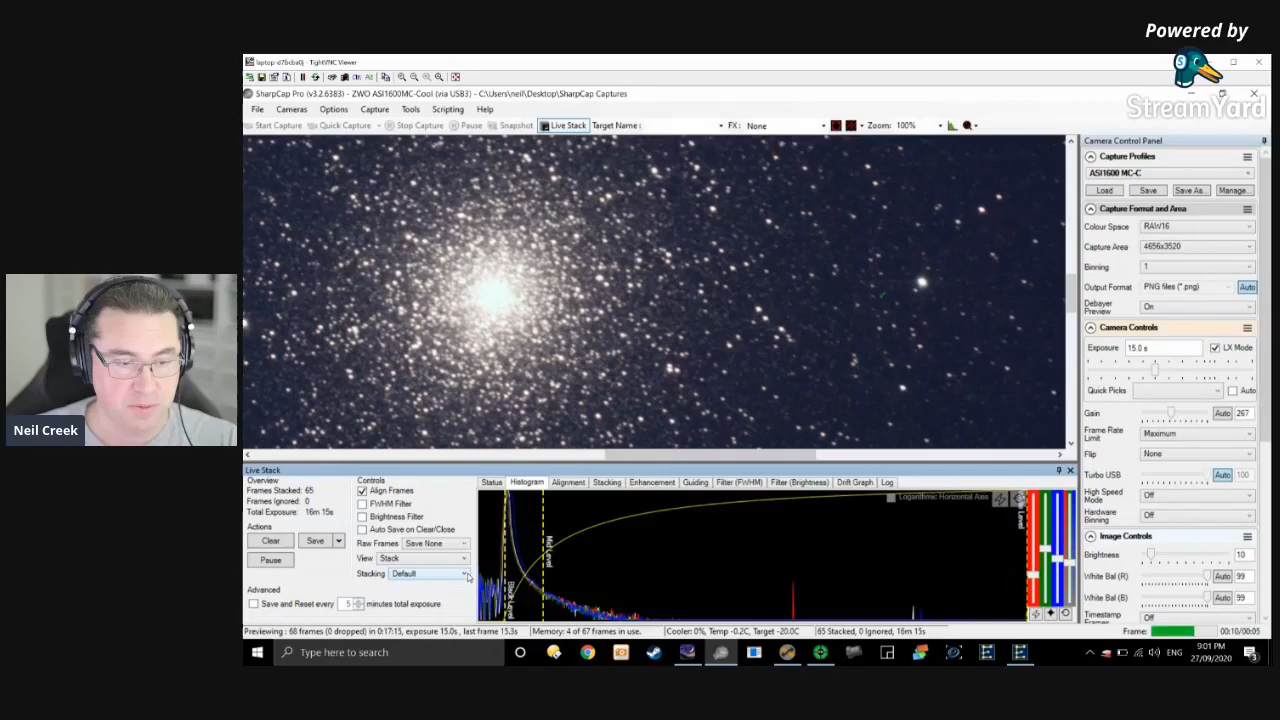 Powered by
StreamYard
laptop-d7bcba0j - TightVNC Viewer
SharpCap Pro (v3.2.6383) - ZWO ASI1600MC-Cool (via USB3) - C:\Users\neil\Desktop\SharpCap Captures
File Cameras Options Capture Tools Scripting Help
Start Capture Quick Capture Stop Capture Pause Snapshot Live Stack Target Name : FX: None Zoom: 100%
Camera Control Panel
Capture Profiles
ASI1600 MC-C
Load Save Save As... Manage...
Capture Format and Area
Colour Space RAW16
Capture Area 4656x3520
Binning 1
Output Format PNG files (*.png) Auto
Debayer Preview On
Camera Controls
Exposure 15.0 s LX Mode
Quick Picks Auto
Gain Auto 267
Frame Rate Limit Maximum
Flip None
Turbo USB Auto 100
High Speed Mode Off
Hardware Binning Off
Image Controls
Brightness 10
White Bal (R) Auto 99
White Bal (B) Auto 99
Timestamp Frames Off
Neil Creek
Live Stack
Overview
Frames Stacked: 65
Frames Ignored: 0
Total Exposure: 16m 15s
Actions
Clear Save
Pause
Advanced
Save and Reset every 5 minutes total exposure
Controls
Align Frames
FWHM Filter
Brightness Filter
Auto Save on Clear/Close
Raw Frames Save None
View Stack
Stacking Default
Status Histogram Alignment Stacking Enhancement Guiding Filter (FWHM) Filter (Brightness) Drift Graph Log
Logarithmic Horizontal Axis
Black Level
Mid Level
Previewing : 68 frames (0 dropped) in 0:17:15, exposure 15.0s , last frame 15.3s Memory: 4 of 67 frames in use. Cooler: 0%, Temp -0.2C, Target -20.0C 65 Stacked, 0 Ignored, 16m 15s Frame: 00:10/00:05
Type here to search
ENG
9:01 PM
27/09/2020